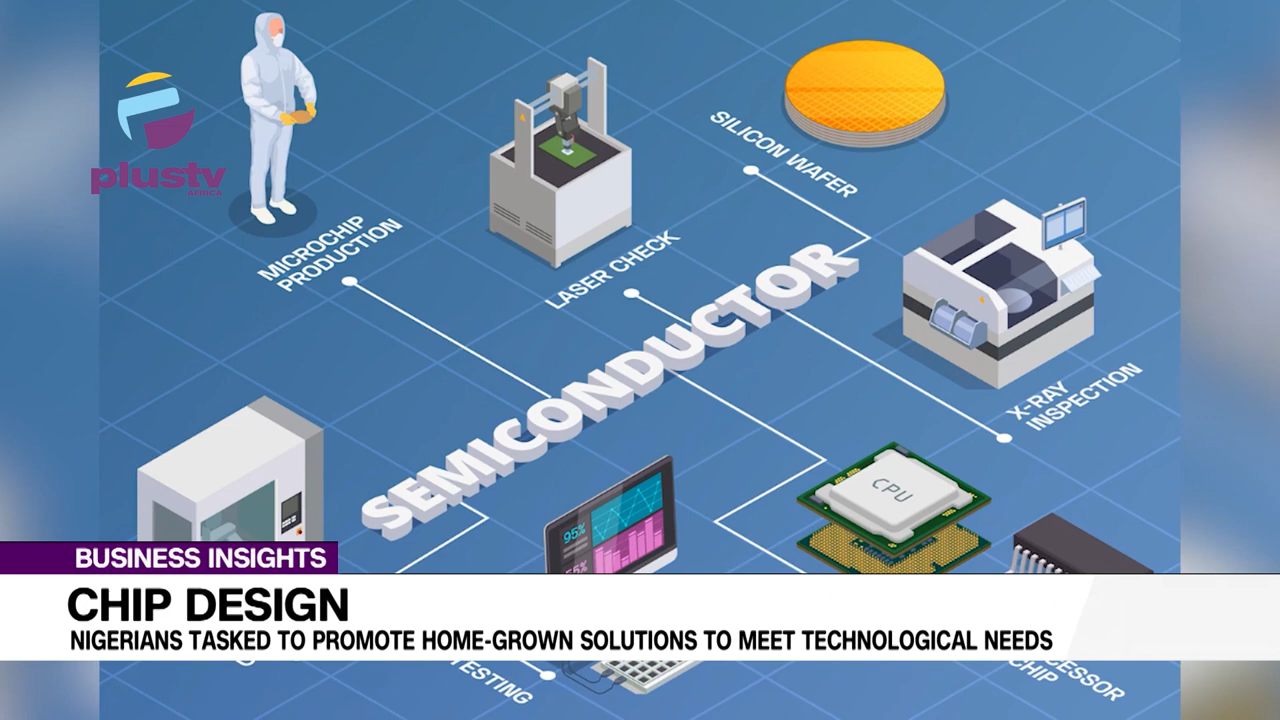 plustv
AFRICA
SILICON WAFER
MICROCHIP
PRODUCTION
LASER CHECK
SEMICONDUCTOR
X-RAY
INSPECTION
CPU
95%
BUSINESS INSIGHTS
CHIP DESIGN
NIGERIANS TASKED TO PROMOTE HOME-GROWN SOLUTIONS TO MEET TECHNOLOGICAL NEEDS
TESTING
CHIP